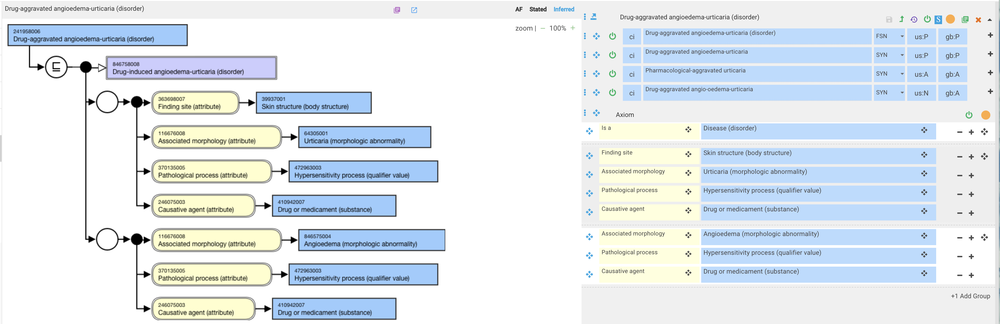 Drug-aggravated angioedema-urticaria (disorder)
AF Stated Inferred
zoom | − 100% +
241958006
Drug-aggravated angioedema-urticaria (disorder)
⊑
846758008
Drug-induced angioedema-urticaria (disorder)
363698007
Finding site (attribute)
39937001
Skin structure (body structure)
116676008
Associated morphology (attribute)
64305001
Urticaria (morphologic abnormality)
370135005
Pathological process (attribute)
472963003
Hypersensitivity process (qualifier value)
246075003
Causative agent (attribute)
410942007
Drug or medicament (substance)
116676008
Associated morphology (attribute)
846575004
Angioedema (morphologic abnormality)
370135005
Pathological process (attribute)
472963003
Hypersensitivity process (qualifier value)
246075003
Causative agent (attribute)
410942007
Drug or medicament (substance)
Drug-aggravated angioedema-urticaria (disorder)
S
ci Drug-aggravated angioedema-urticaria (disorder) FSN us:P gb:P
ci Drug-aggravated angioedema-urticaria SYN us:P gb:P
ci Pharmacological-aggravated urticaria SYN us:A gb:A
ci Drug-aggravated angio-oedema-urticaria SYN us:N gb:A
Axiom
Is a Disease (disorder)
Finding site Skin structure (body structure)
Associated morphology Urticaria (morphologic abnormality)
Pathological process Hypersensitivity process (qualifier value)
Causative agent Drug or medicament (substance)
Associated morphology Angioedema (morphologic abnormality)
Pathological process Hypersensitivity process (qualifier value)
Causative agent Drug or medicament (substance)
+1 Add Group